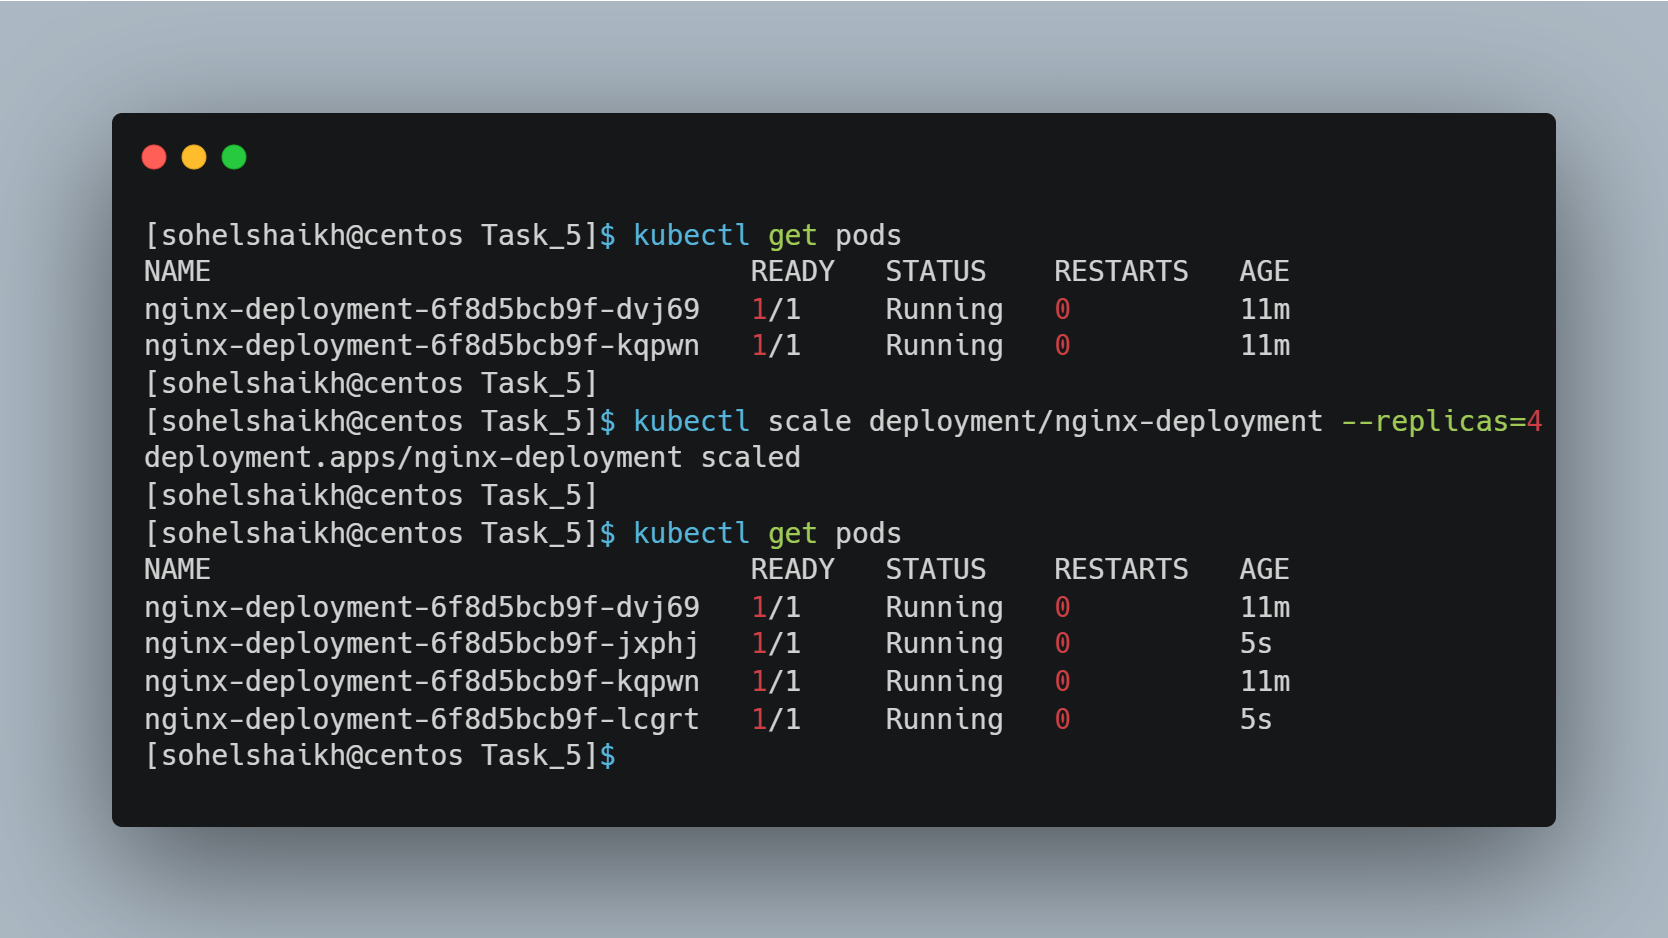 [sohelshaikh@centos Task_5]$ kubectl get pods
NAME                                READY   STATUS    RESTARTS   AGE
nginx-deployment-6f8d5bcb9f-dvj69   1/1     Running   0          11m
nginx-deployment-6f8d5bcb9f-kqpwn   1/1     Running   0          11m
[sohelshaikh@centos Task_5]
[sohelshaikh@centos Task_5]$ kubectl scale deployment/nginx-deployment --replicas=4
deployment.apps/nginx-deployment scaled
[sohelshaikh@centos Task_5]
[sohelshaikh@centos Task_5]$ kubectl get pods
NAME                                READY   STATUS    RESTARTS   AGE
nginx-deployment-6f8d5bcb9f-dvj69   1/1     Running   0          11m
nginx-deployment-6f8d5bcb9f-jxphj   1/1     Running   0          5s
nginx-deployment-6f8d5bcb9f-kqpwn   1/1     Running   0          11m
nginx-deployment-6f8d5bcb9f-lcgrt   1/1     Running   0          5s
[sohelshaikh@centos Task_5]$